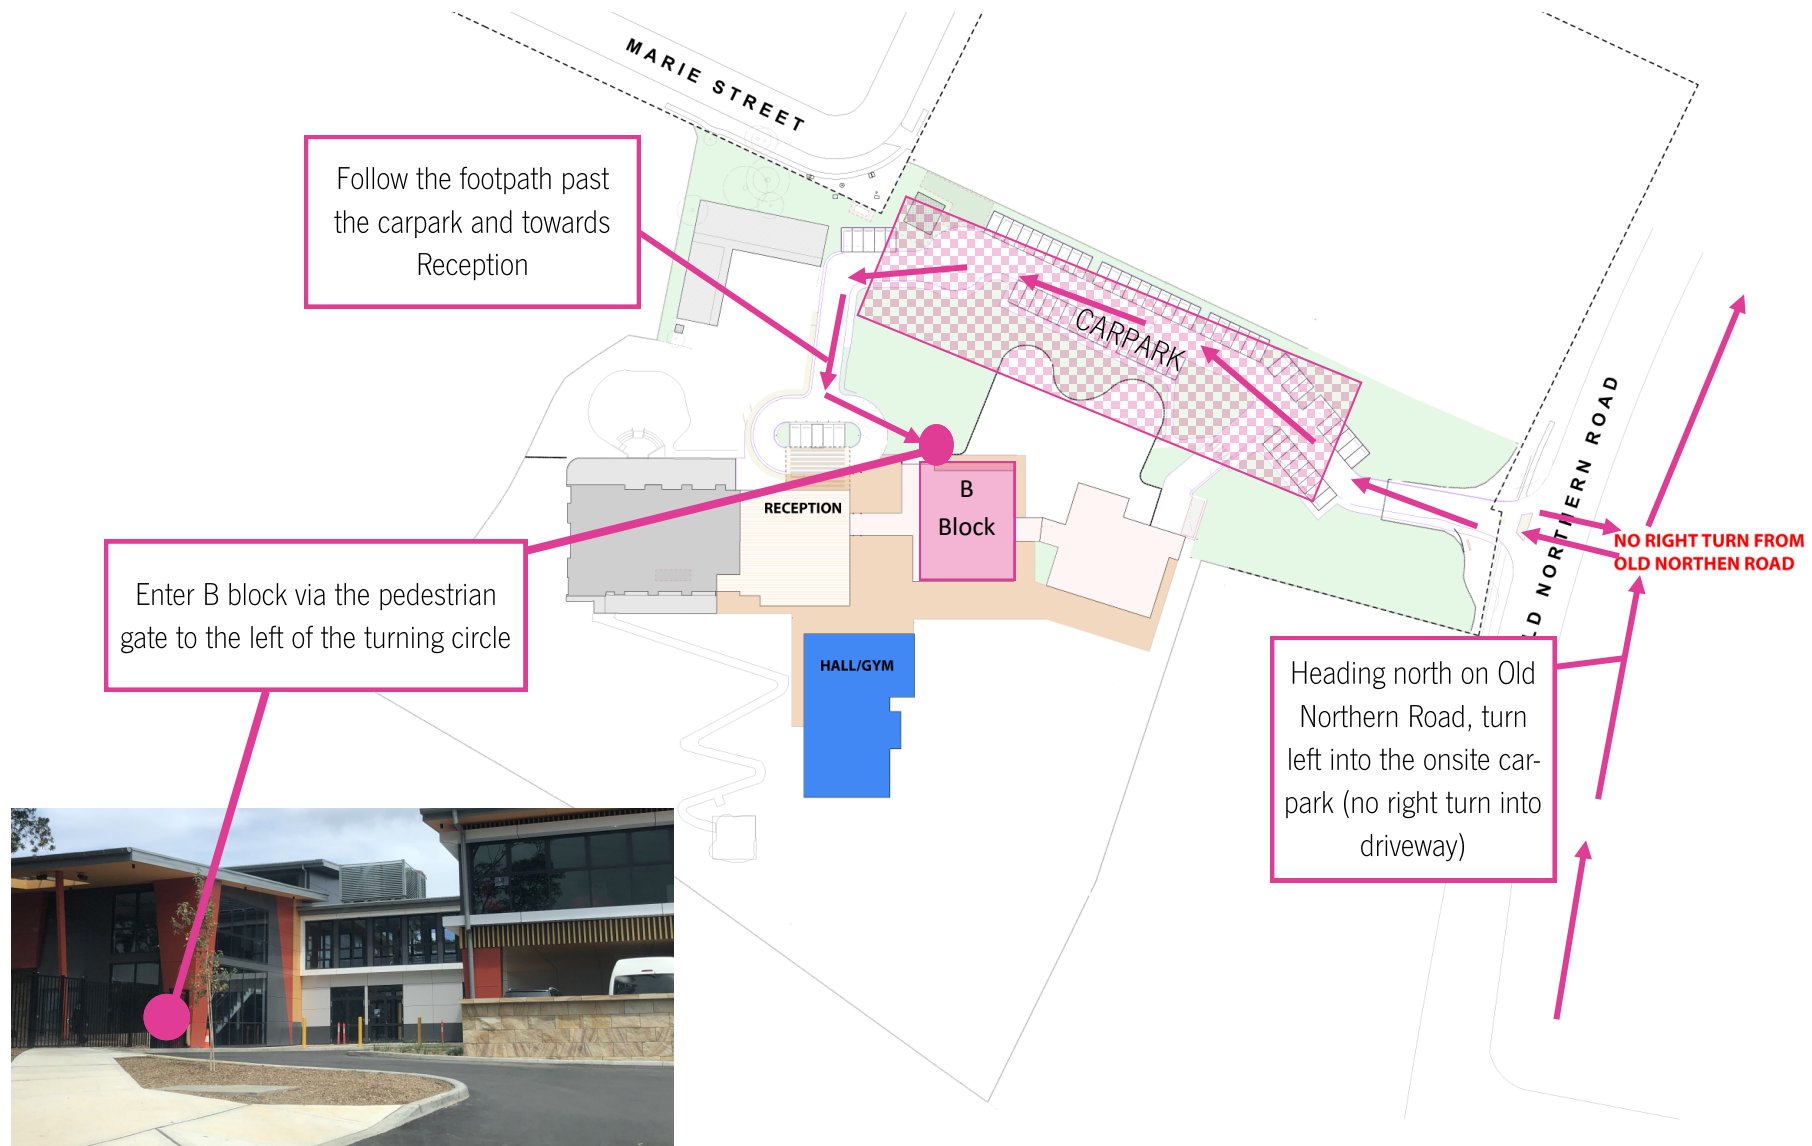 MARIE STREET
Follow the footpath past
the carpark and towards
Reception
CARPARK
OLD NORTHERN ROAD
NO RIGHT TURN FROM
OLD NORTHEN ROAD
B
Block
RECEPTION
Enter B block via the pedestrian
gate to the left of the turning circle
HALL/GYM
LD NORTHERN ROAD
Heading north on Old
Northern Road, turn
left into the onsite car-
park (no right turn into
driveway)